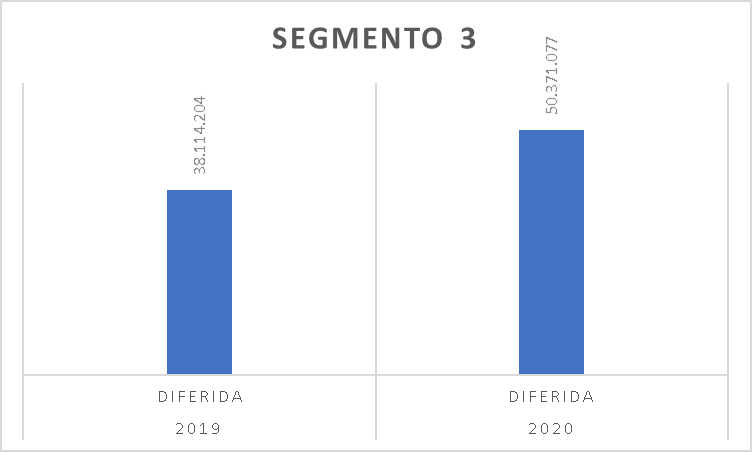 SEGMENTO 3
38.114.204
50.371.077
DIFERIDA
DIFERIDA
2019
2020